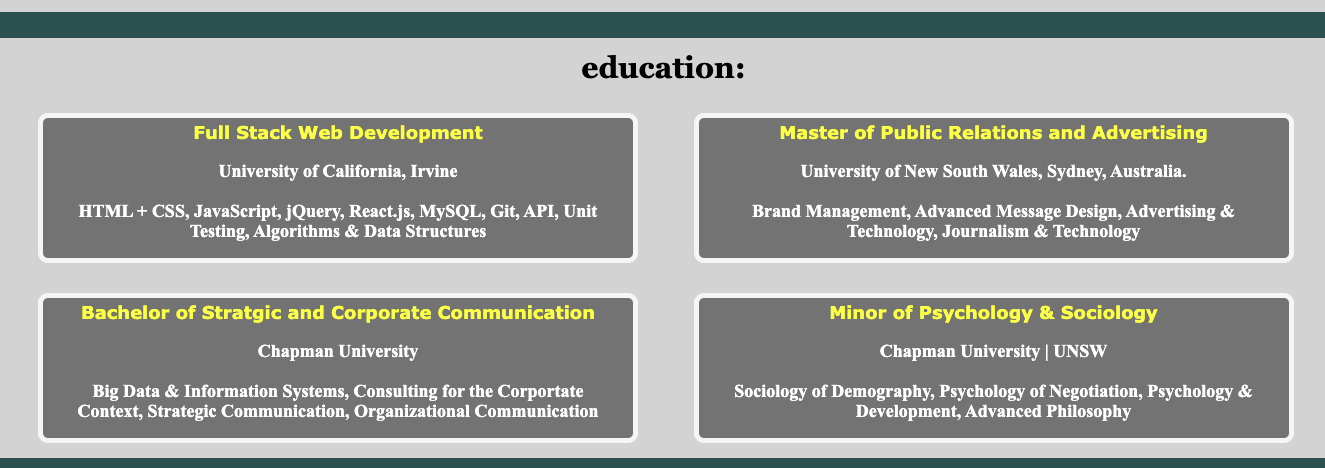 education:
Full Stack Web Development
University of California, Irvine
HTML + CSS, JavaScript, jQuery, React.js, MySQL, Git, API, Unit
Testing, Algorithms & Data Structures
Master of Public Relations and Advertising
University of New South Wales, Sydney, Australia.
Brand Management, Advanced Message Design, Advertising &
Technology, Journalism & Technology
Bachelor of Stratgic and Corporate Communication
Chapman University
Big Data & Information Systems, Consulting for the Corportate
Context, Strategic Communication, Organizational Communication
Minor of Psychology & Sociology
Chapman University | UNSW
Sociology of Demography, Psychology of Negotiation, Psychology &
Development, Advanced Philosophy